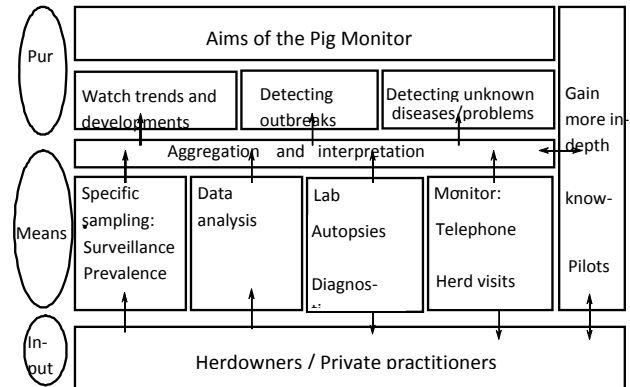 Pur
Aims of the Pig Monitor
Watch trends and
developments
Detecting
outbreaks
Detecting unknown
diseases/problems
Gain
more in-
depth
know-
Pilots
Aggregation and interpretation
Means
Specific
sampling:
Surveillance
Prevalence
Data
analysis
Lab
Autopsies
Diagnos-
Monitor:
Telephone
Herd visits
In-
put
Herdowners / Private practitioners